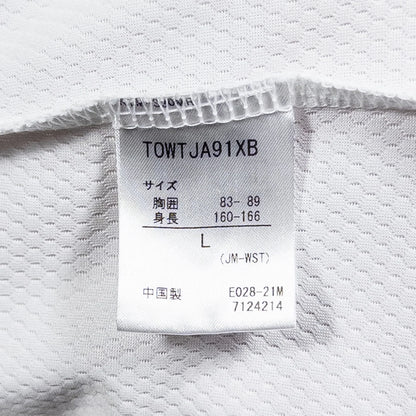 TOWTJA91XB
サイズ
胸囲 83- 89
身長 160-166
L
(JM-WST)
中国製 E028-21M
7124214